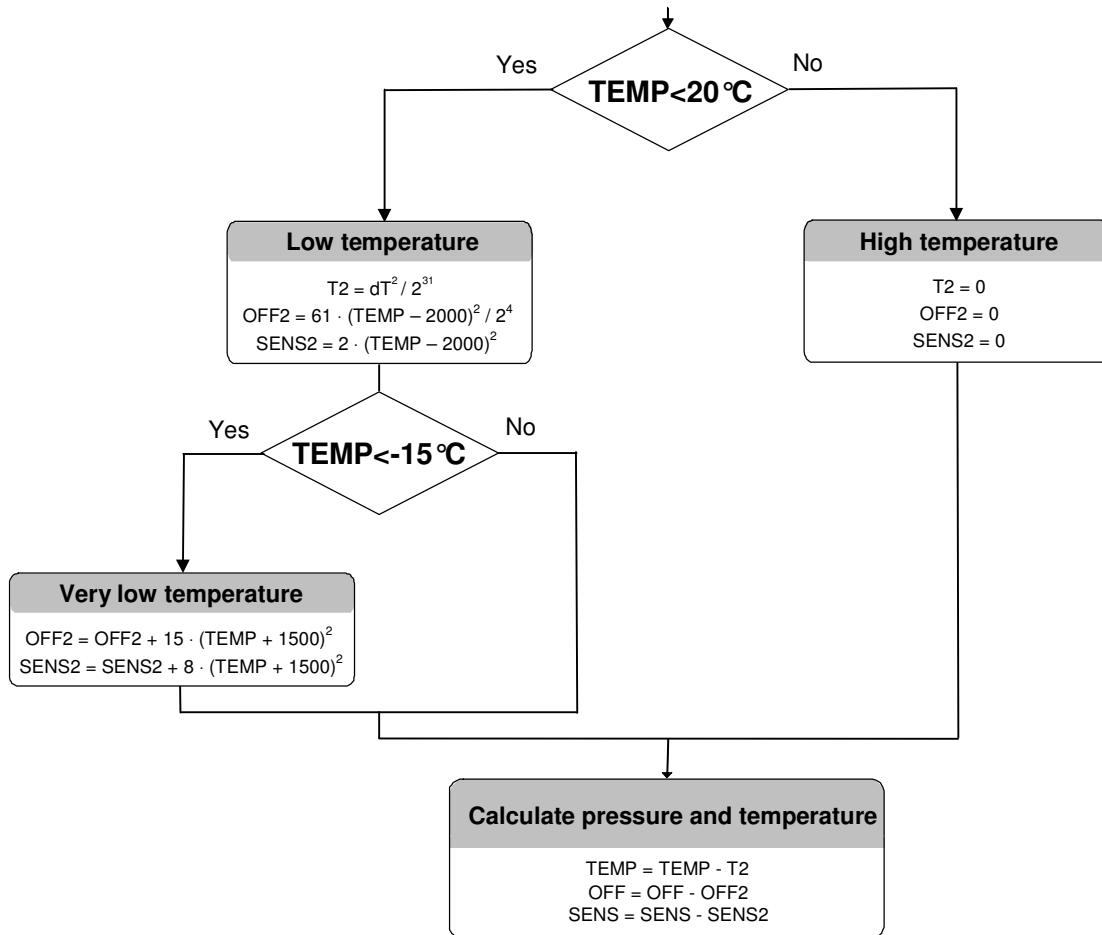 Yes
No
TEMP<20°C
Low temperature
T2 = dT² / 2³¹
OFF2 = 61 · (TEMP – 2000)² / 2⁴
SENS2 = 2 · (TEMP – 2000)²
High temperature
T2 = 0
OFF2 = 0
SENS2 = 0
Yes
No
TEMP<-15°C
Very low temperature
OFF2 = OFF2 + 15 · (TEMP + 1500)²
SENS2 = SENS2 + 8 · (TEMP + 1500)²
Calculate pressure and temperature
TEMP = TEMP - T2
OFF = OFF - OFF2
SENS = SENS - SENS2